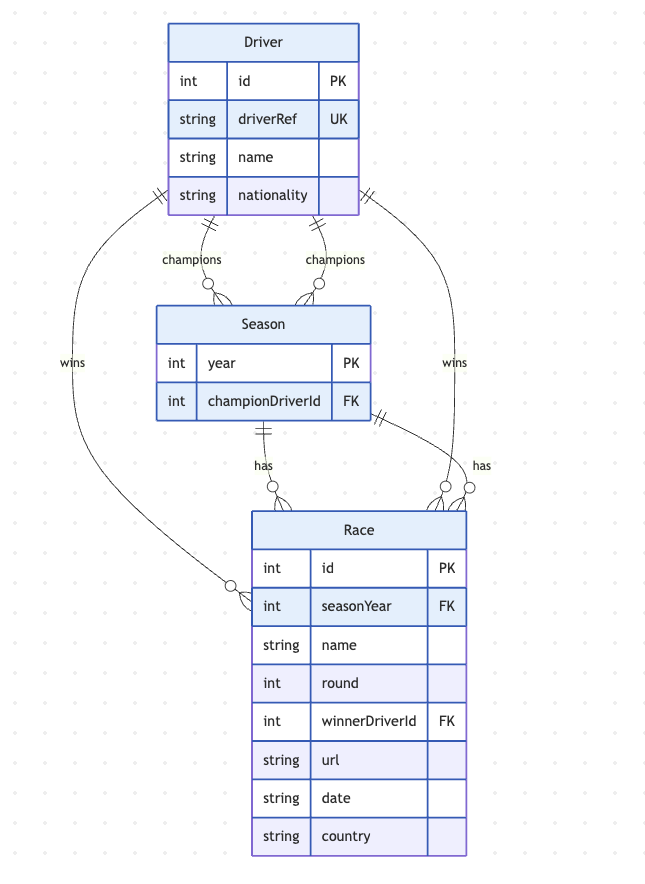 Driver
int id PK
string driverRef UK
string name
string nationality
champions champions
Season
wins int year PK wins
int championDriverId FK
has has
Race
int id PK
int seasonYear FK
string name
int round
int winnerDriverId FK
string url
string date
string country